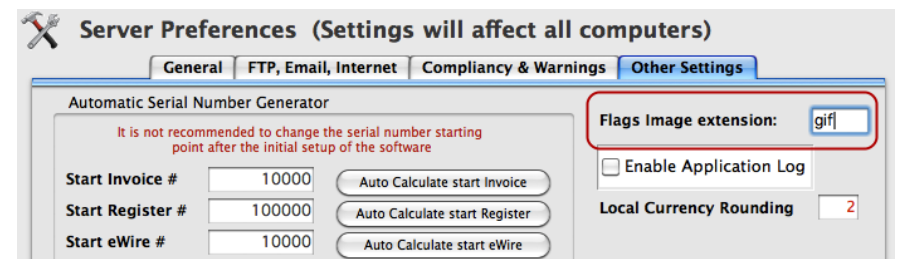 Server Preferences (Settings will affect all computers)
General FTP, Email, Internet Compliancy & Warnings Other Settings
Automatic Serial Number Generator
It is not recommended to change the serial number starting
point after the initial setup of the software
Start Invoice # 10000 Auto Calculate start Invoice
Start Register # 100000 Auto Calculate start Register
Start eWire # 10000 Auto Calculate start eWire
Flags Image extension: gif
Enable Application Log
Local Currency Rounding 2